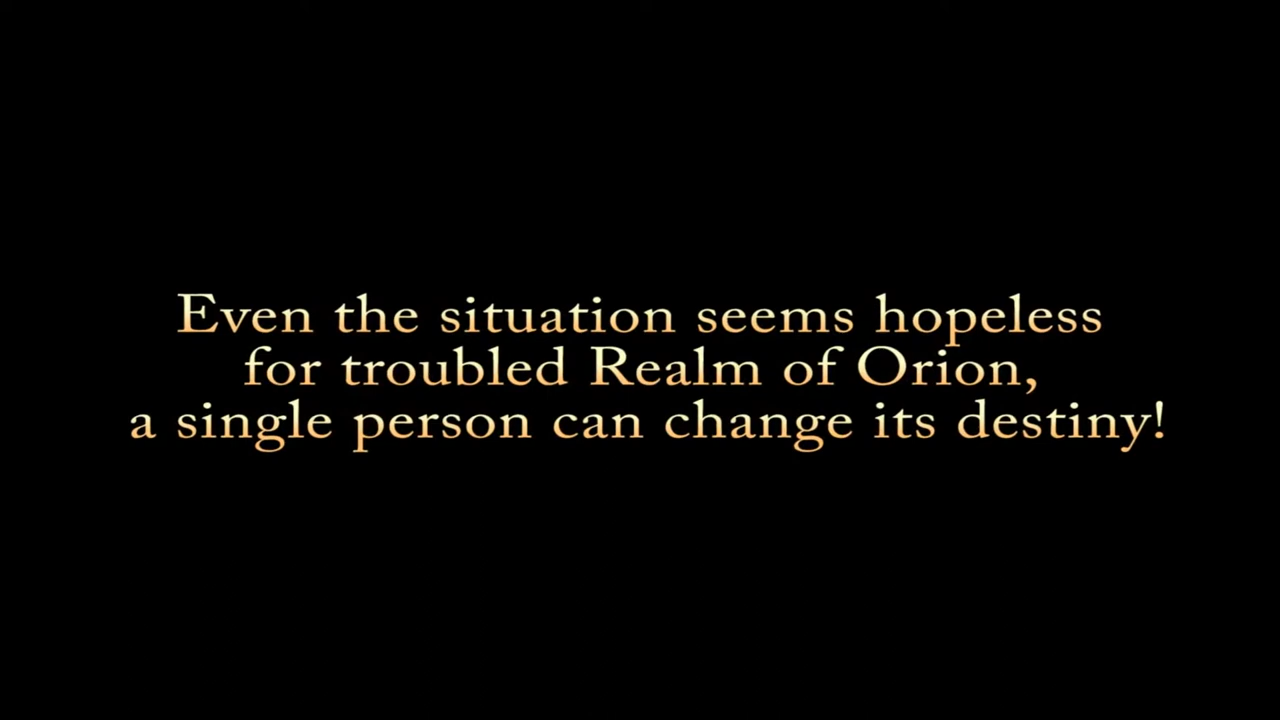 Even the situation seems hopeless
for troubled Realm of Orion,
a single person can change its destiny!